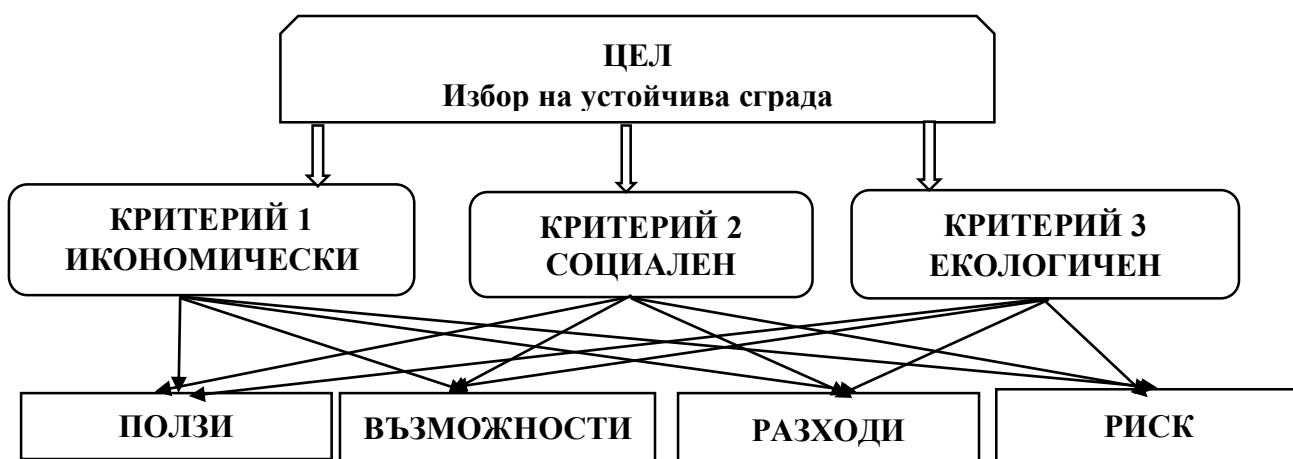 ЦЕЛ
Избор на устойчива сграда
КРИТЕРИЙ 1
ИКОНОМИЧЕСКИ
КРИТЕРИЙ 2
СОЦИАЛЕН
КРИТЕРИЙ 3
ЕКОЛОГИЧЕН
ПОЛЗИ
ВЪЗМОЖНОСТИ
РАЗХОДИ
РИСК